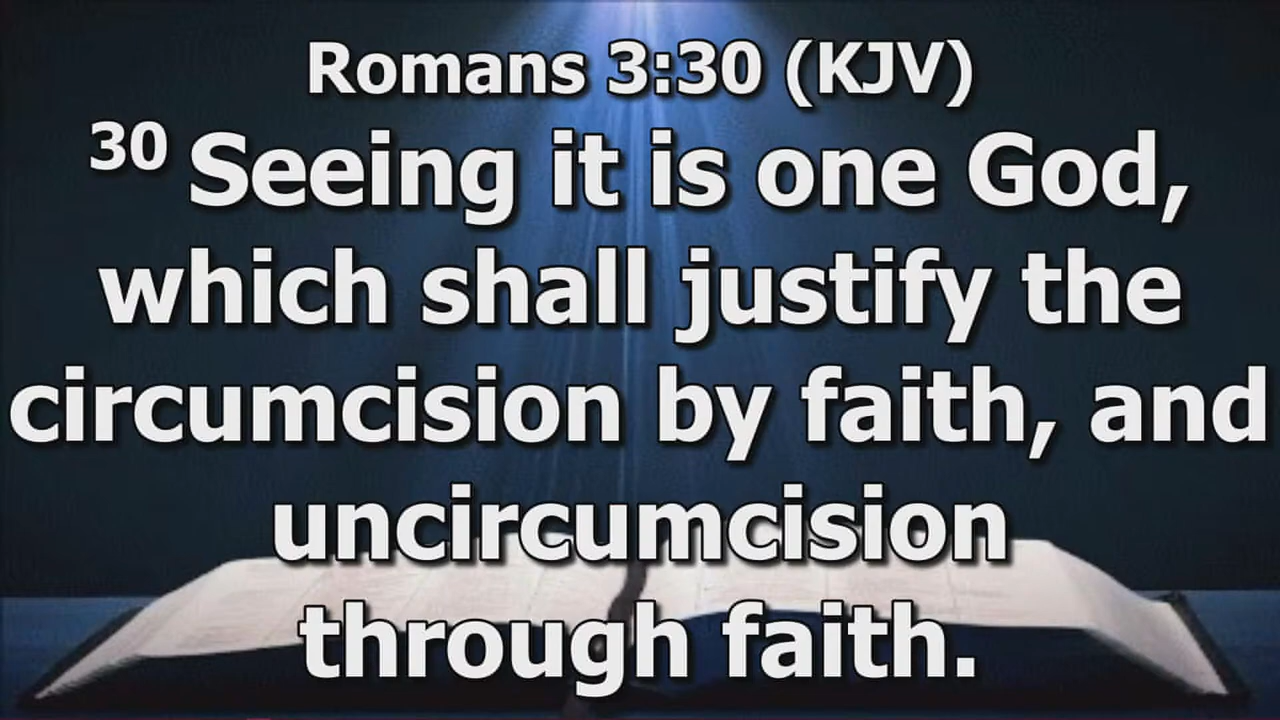 Romans 3:30 (KJV)
30 Seeing it is one God,
which shall justify the
circumcision by faith, and
uncircumcision
through faith.